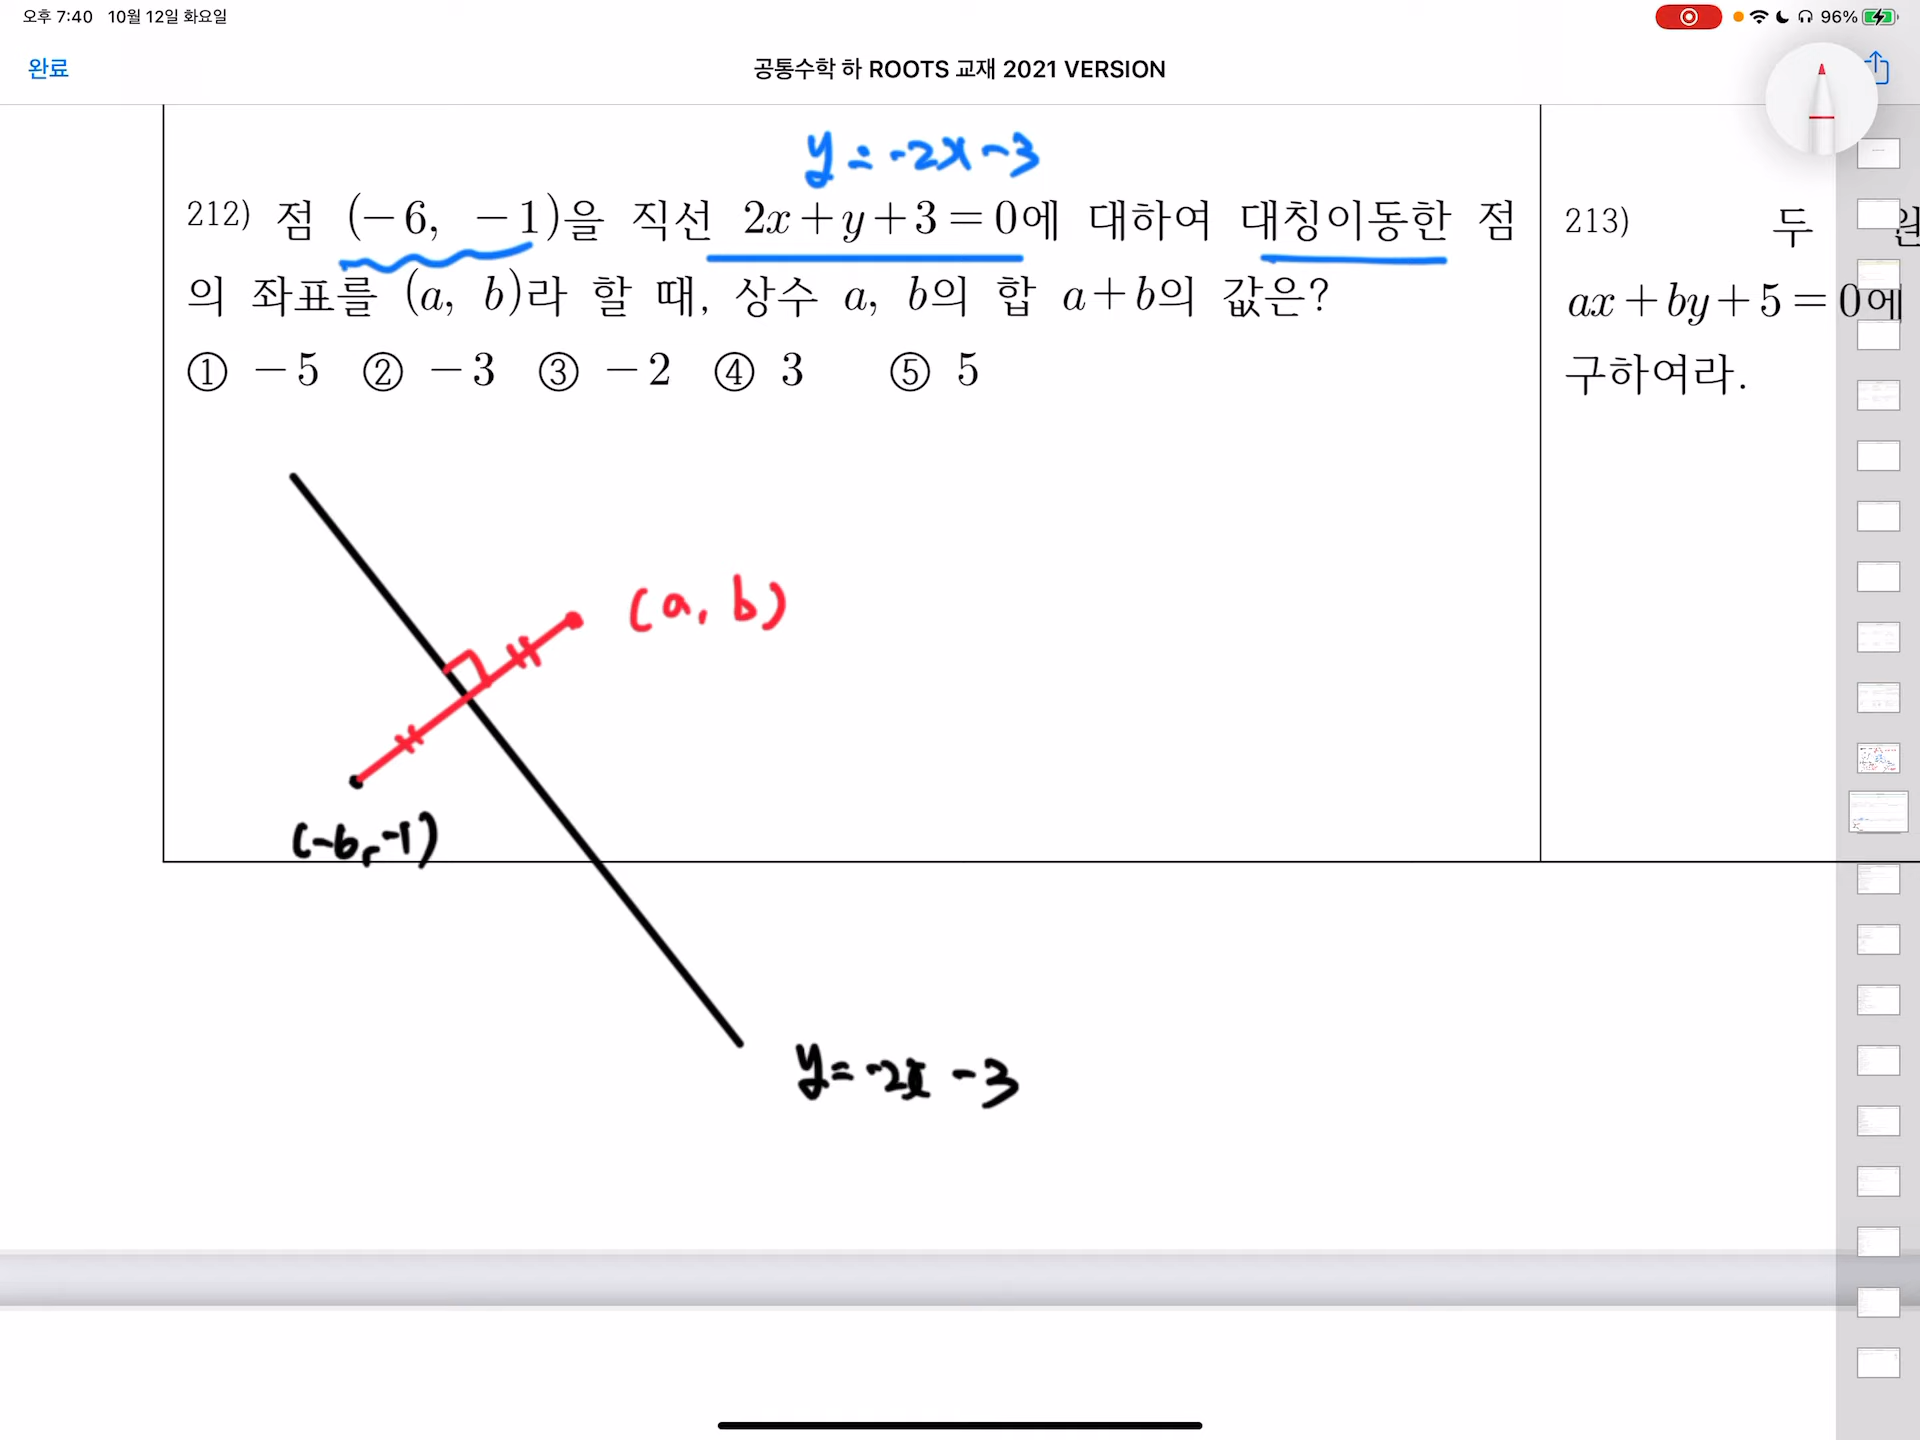 오후 7:40 10월 12일 화요일
96%
완료
공통수학 하 ROOTS 교재 2021 VERSION
y = -2x - 3
212) 점 (-6, -1)을 직선 2x+y+3=0에 대하여 대칭이동한 점
의 좌표를 (a, b)라 할 때, 상수 a, b의 합 a+b의 값은?
① -5 ② -3 ③ -2 ④ 3 ⑤ 5
213) 두 원
ax+by+5=0에
구하여라.
(a, b)
(-6, -1)
y = -2x - 3